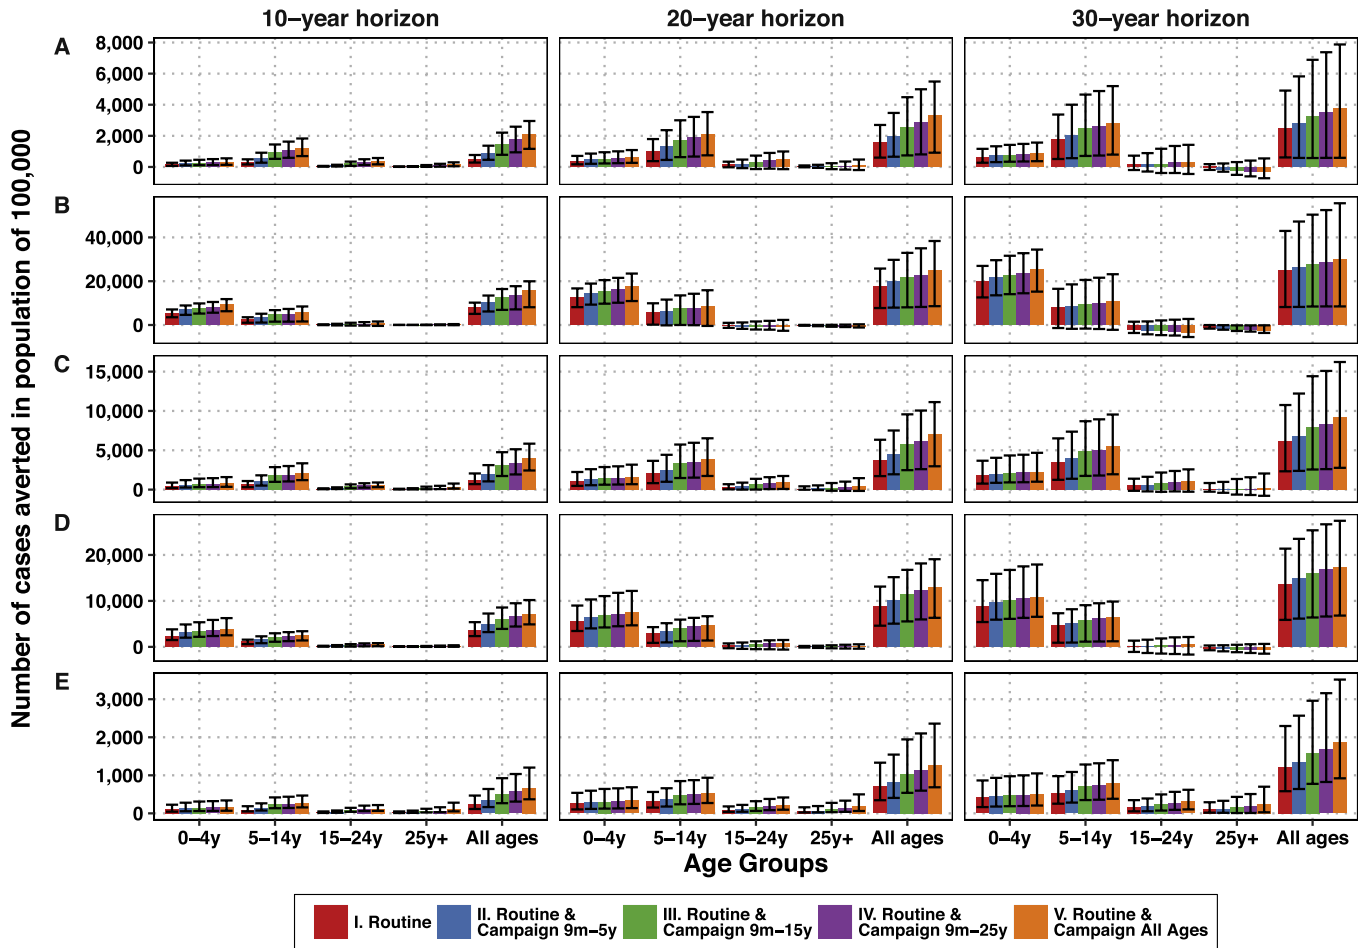 10–year horizon
20–year horizon
30–year horizon
Number of cases averted in population of 100,000
A
8,000
6,000
4,000
2,000
0
B
40,000
20,000
0
C
15,000
10,000
5,000
0
D
20,000
10,000
0
E
3,000
2,000
1,000
0
0–4y 5–14y 15–24y 25y+ All ages
0–4y 5–14y 15–24y 25y+ All ages
0–4y 5–14y 15–24y 25y+ All ages
Age Groups
I. Routine
II. Routine &
Campaign 9m–5y
III. Routine &
Campaign 9m–15y
IV. Routine &
Campaign 9m–25y
V. Routine &
Campaign All Ages